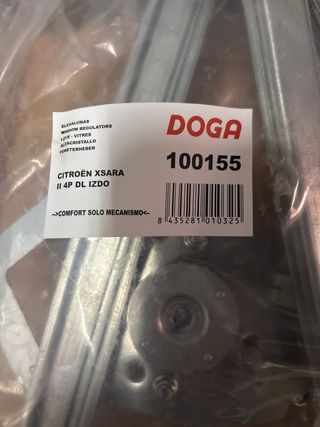 ELEVALUNAS
WINDOW REGULATORS
LEVE - VITRES
ALZACRISTALLO
FENSTERHEBER
DOGA
100155
CITROËN XSARA
II 4P DL IZDO
-->COMFORT SOLO MECANISMO<--
8 435281 010325